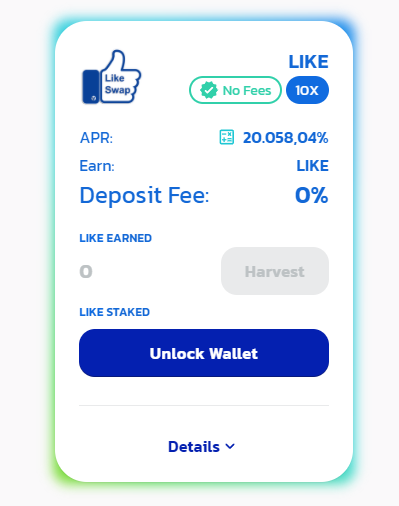 Like
Swap
LIKE
No Fees 10X
APR: 20.058,04%
Earn: LIKE
Deposit Fee: 0%
LIKE EARNED
0 Harvest
LIKE STAKED
Unlock Wallet
Details